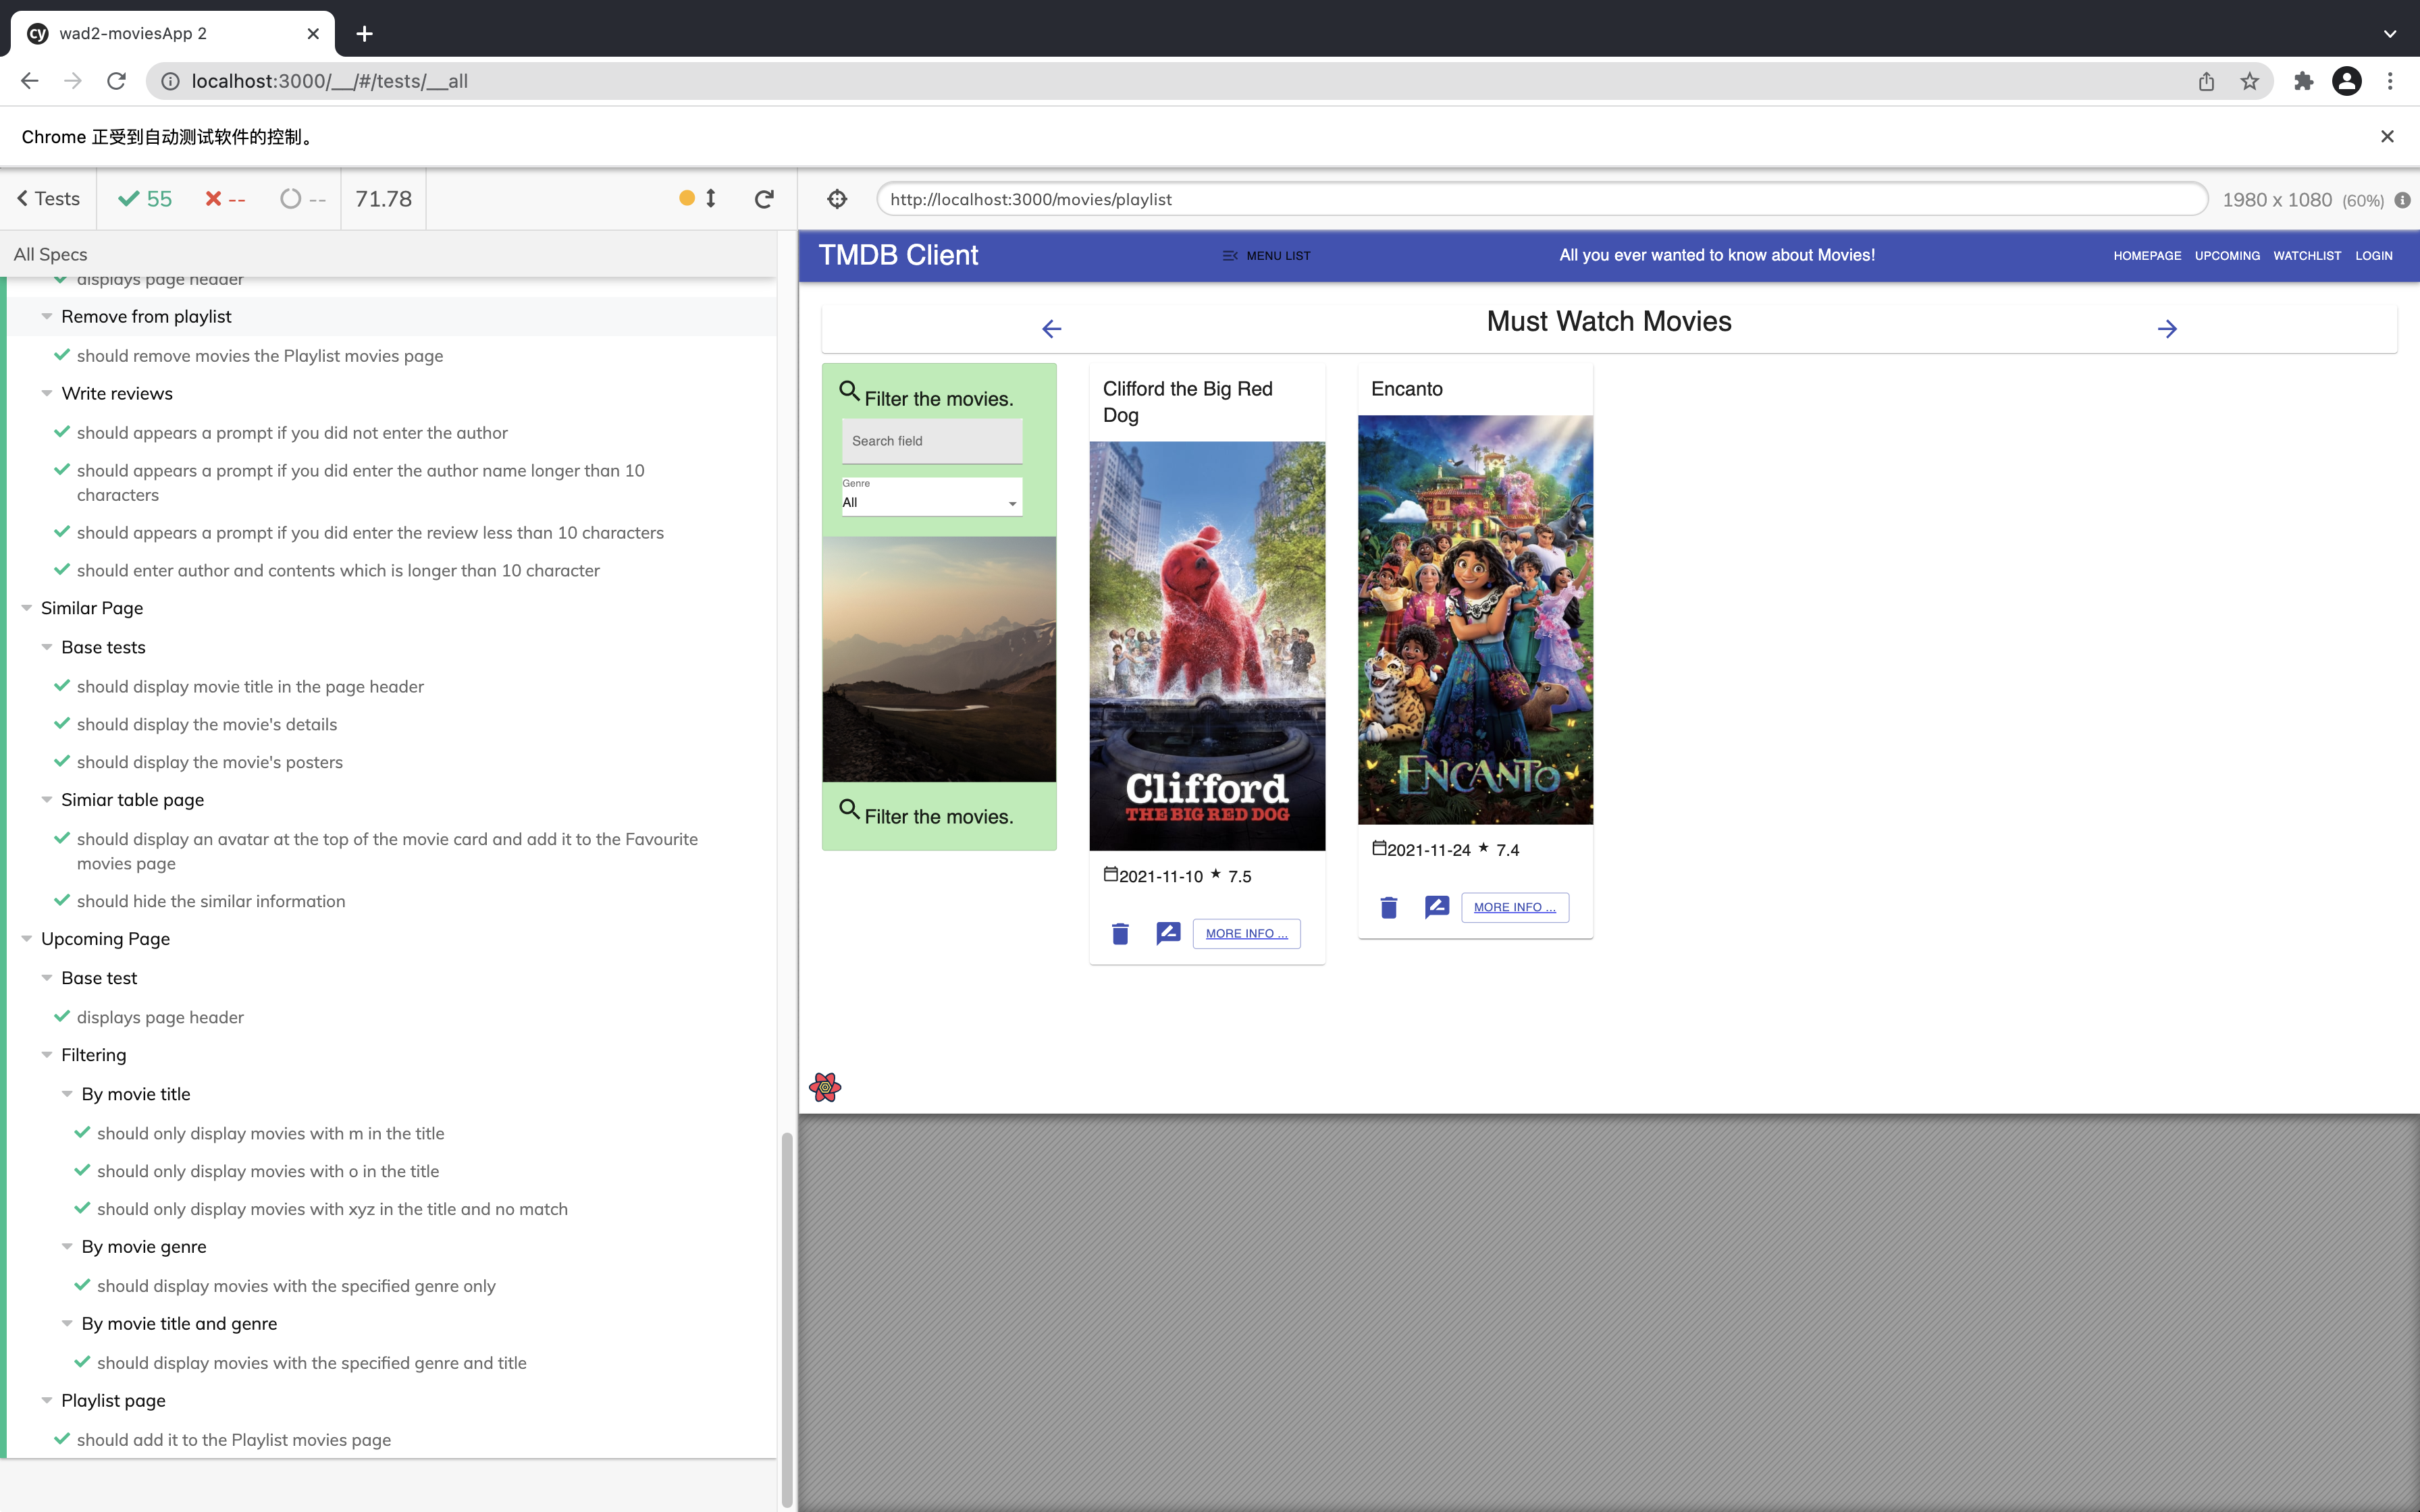 cy wad2-moviesApp 2
localhost:3000/__/#/tests/__all
Chrome 正受到自动测试软件的控制。
Tests
55
--
--
71.78
http://localhost:3000/movies/playlist
1980 x 1080 (60%)
All Specs
displays page header
Remove from playlist
should remove movies the Playlist movies page
Write reviews
should appears a prompt if you did not enter the author
should appears a prompt if you did enter the author name longer than 10
characters
should appears a prompt if you did enter the review less than 10 characters
should enter author and contents which is longer than 10 character
Similar Page
Base tests
should display movie title in the page header
should display the movie's details
should display the movie's posters
Simiar table page
should display an avatar at the top of the movie card and add it to the Favourite
movies page
should hide the similar information
Upcoming Page
Base test
displays page header
Filtering
By movie title
should only display movies with m in the title
should only display movies with o in the title
should only display movies with xyz in the title and no match
By movie genre
should display movies with the specified genre only
By movie title and genre
should display movies with the specified genre and title
Playlist page
should add it to the Playlist movies page
TMDB Client
MENU LIST
All you ever wanted to know about Movies!
HOMEPAGE UPCOMING WATCHLIST LOGIN
Must Watch Movies
Filter the movies.
Search field
Genre
All
Filter the movies.
Clifford the Big Red
Dog
Clifford
THE BIG RED DOG
2021-11-10 ★ 7.5
MORE INFO ...
Encanto
ENCANTO
2021-11-24 ★ 7.4
MORE INFO ...